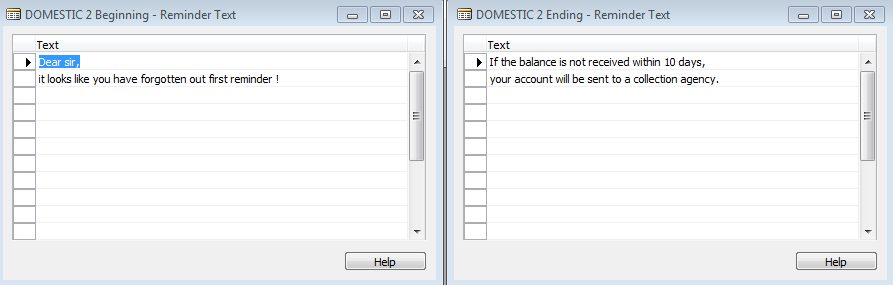 DOMESTIC 2 Beginning - Reminder Text
Text
Dear sir,
it looks like you have forgotten out first reminder !
Help
DOMESTIC 2 Ending - Reminder Text
Text
If the balance is not received within 10 days,
your account will be sent to a collection agency.
Help